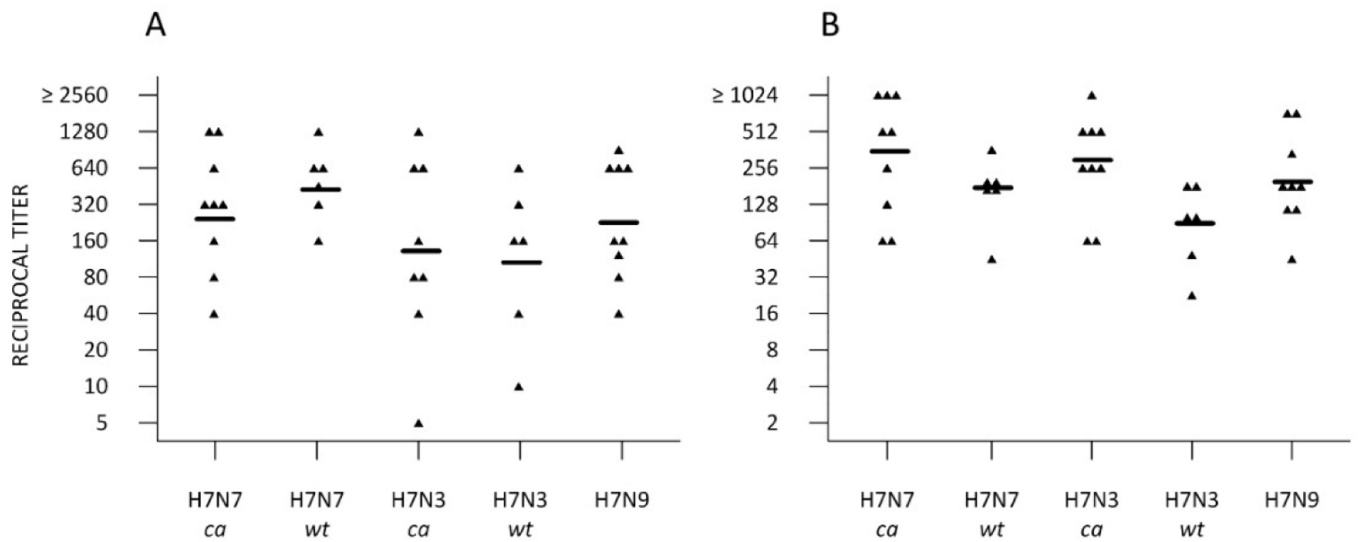 A
RECIPROCAL TITER
≥ 2560
1280
640
320
160
80
40
20
10
5
H7N7 H7N7 H7N3 H7N3 H7N9
ca wt ca wt
B
≥ 1024
512
256
128
64
32
16
8
4
2
H7N7 H7N7 H7N3 H7N3 H7N9
ca wt ca wt